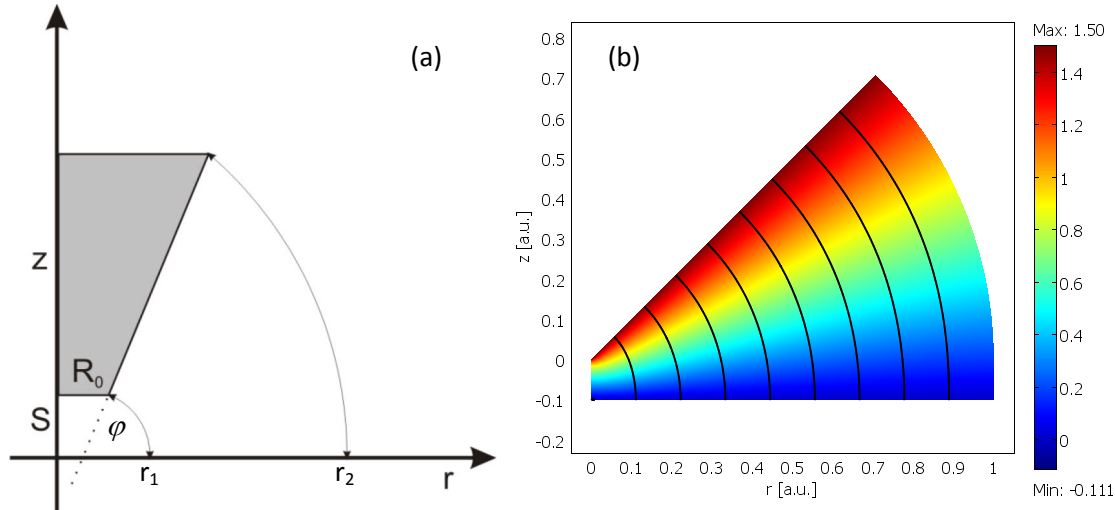 (a)
z
R₀
S
φ
r₁
r₂
r
(b)
0.8
0.7
0.6
0.5
0.4
0.3
0.2
0.1
0
-0.1
-0.2
z [a.u.]
0 0.1 0.2 0.3 0.4 0.5 0.6 0.7 0.8 0.9 1
r [a.u.]
Max: 1.50
1.4
1.2
1
0.8
0.6
0.4
0.2
0
Min: -0.111